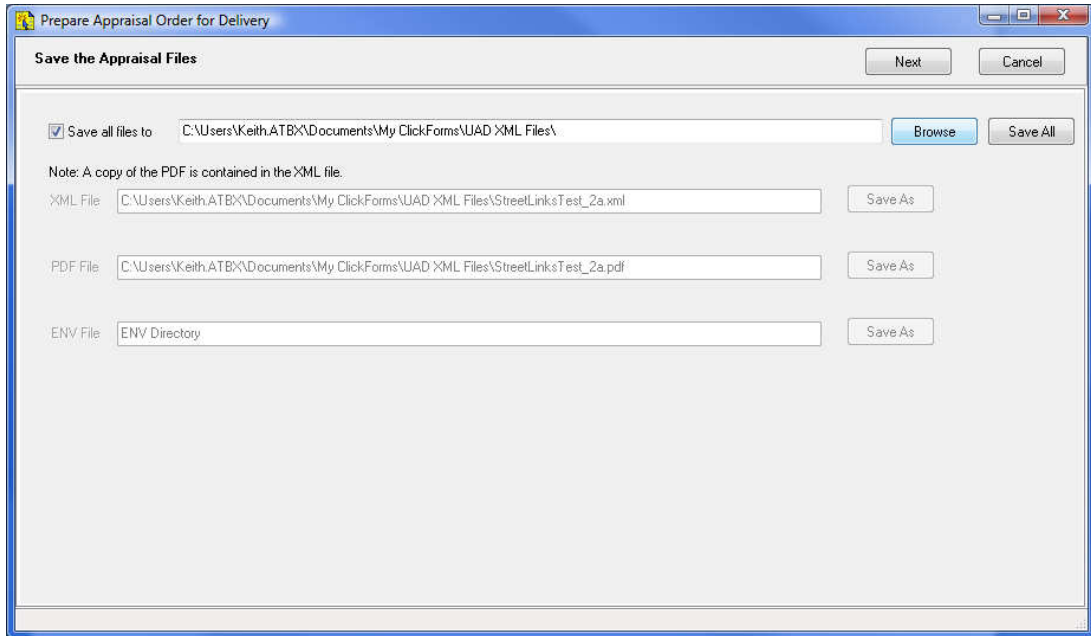 Prepare Appraisal Order for Delivery
Save the Appraisal Files
Next
Cancel
Save all files to
C:\Users\Keith.ATBX\Documents\My ClickForms\UAD XML Files\
Browse
Save All
Note: A copy of the PDF is contained in the XML file.
XML File
C:\Users\Keith.ATBX\Documents\My ClickForms\UAD XML Files\StreetLinksTest_2a.xml
Save As
PDF File
C:\Users\Keith.ATBX\Documents\My ClickForms\UAD XML Files\StreetLinksTest_2a.pdf
Save As
ENV File
ENV Directory
Save As